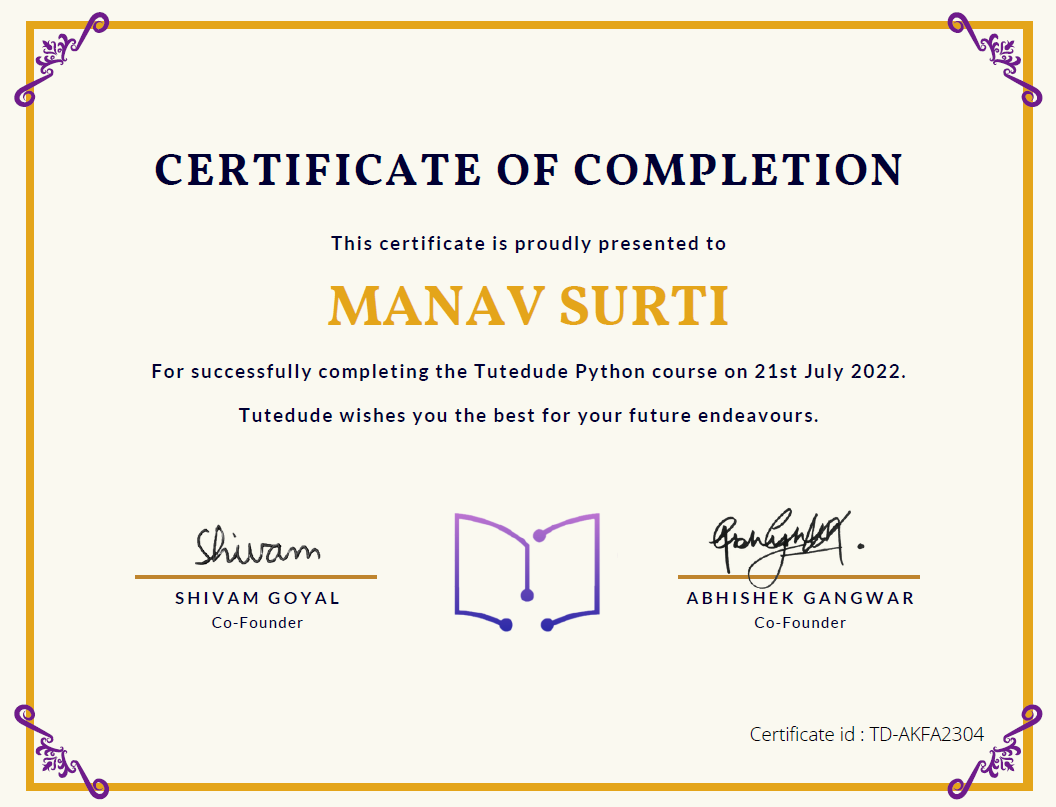 CERTIFICATE OF COMPLETION
This certificate is proudly presented to
MANAV SURTI
For successfully completing the Tutedude Python course on 21st July 2022.
Tutedude wishes you the best for your future endeavours.
Shivam
SHIVAM GOYAL
Co-Founder
ABHISHEK GANGWAR
Co-Founder
Certificate id : TD-AKFA2304